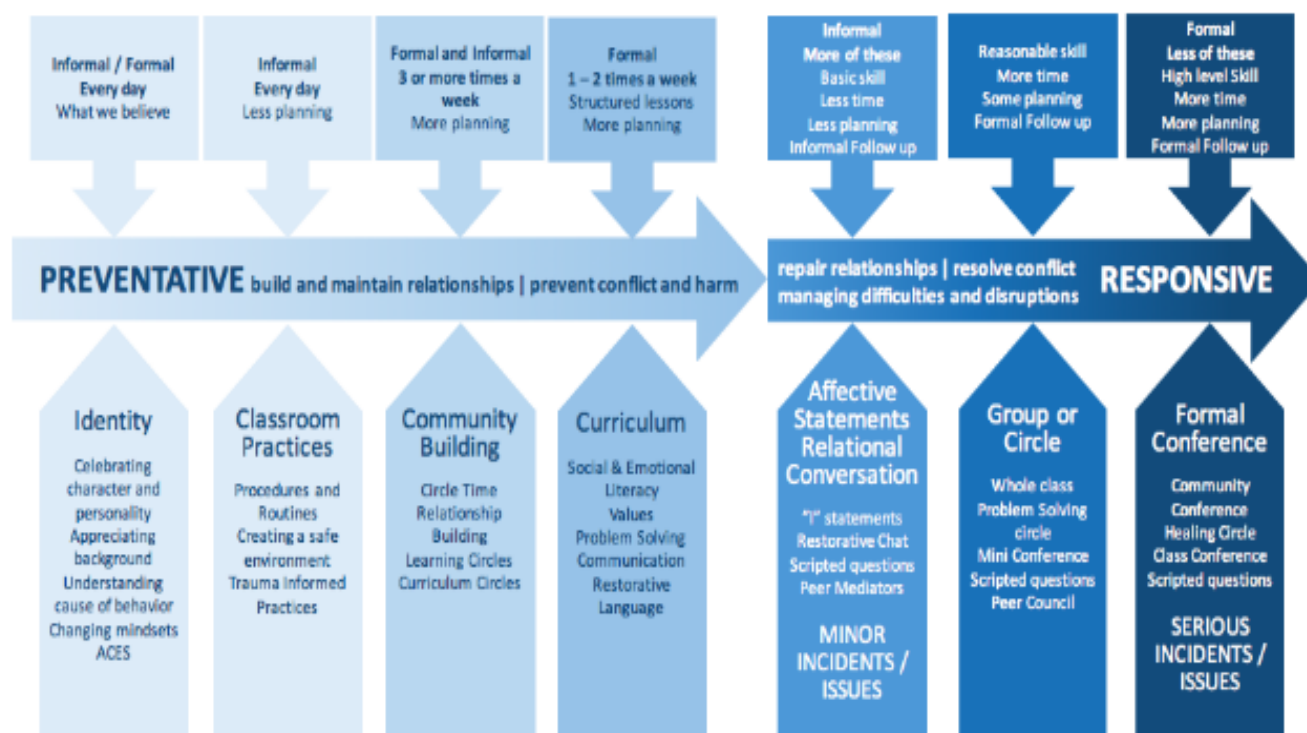 Informal / Formal
Every day
What we believe
Informal
Every day
Less planning
Formal and Informal
3 or more times a
week
More planning
Formal
1 – 2 times a week
Structured lessons
More planning
Informal
More of these
Basic skill
Less time
Less planning
Informal Follow up
Reasonable skill
More time
Some planning
Formal Follow up
Formal
Less of these
High level Skill
More time
More planning
Formal Follow up
PREVENTATIVE build and maintain relationships | prevent conflict and harm
repair relationships | resolve conflict
managing difficulties and disruptions
RESPONSIVE
Identity
Celebrating
character and
personality
Appreciating
background
Understanding
cause of behavior
Changing mindsets
ACES
Classroom
Practices
Procedures and
Routines
Creating a safe
environment
Trauma Informed
Practices
Community
Building
Circle Time
Relationship
Building
Learning Circles
Curriculum Circles
Curriculum
Social & Emotional
Literacy
Values
Problem Solving
Communication
Restorative
Language
Affective
Statements
Relational
Conversation
"I" statements
Restorative Chat
Scripted questions
Peer Mediators
MINOR
INCIDENTS /
ISSUES
Group or
Circle
Whole class
Problem Solving
circle
Mini Conference
Scripted questions
Peer Council
Formal
Conference
Community
Conference
Healing Circle
Class Conference
Scripted questions
SERIOUS
INCIDENTS /
ISSUES